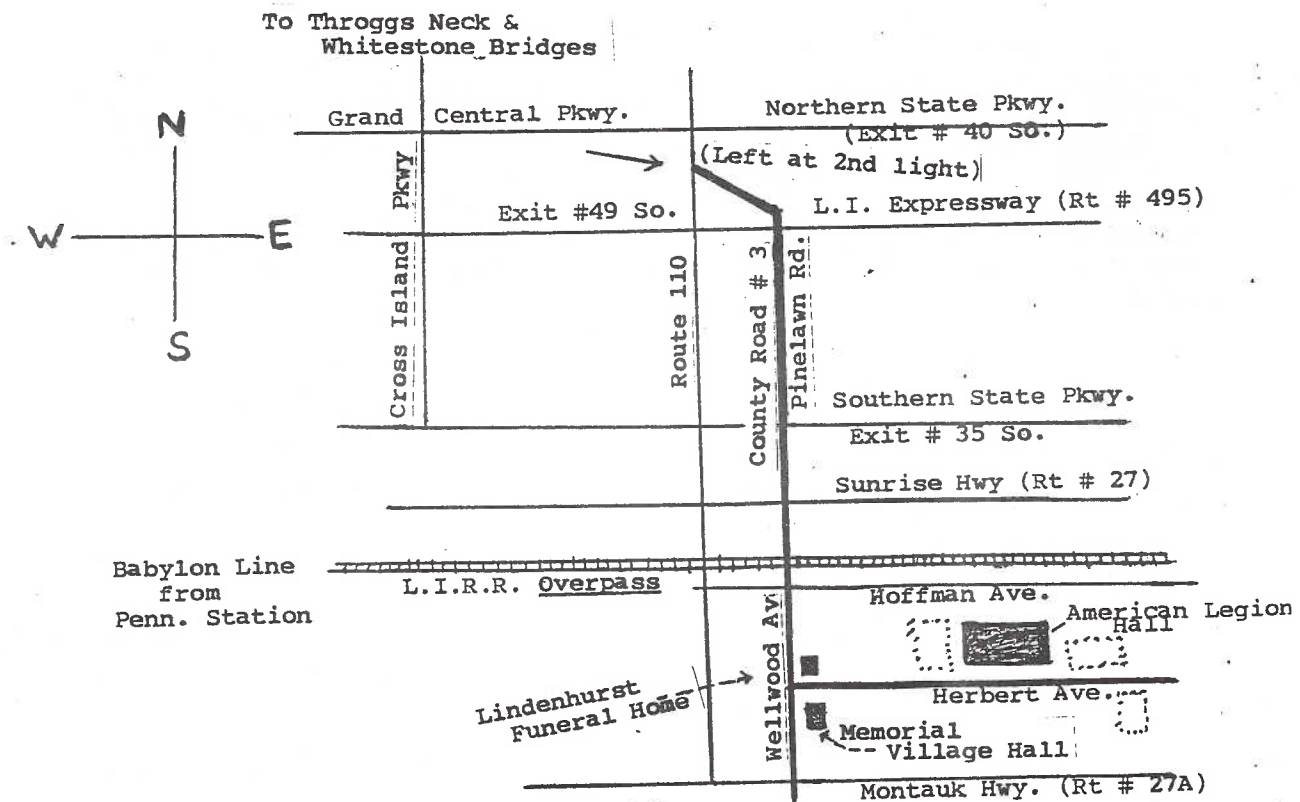 To Throggs Neck &
Whitestone Bridges
Grand Central Pkwy.
Northern State Pkwy.
(Exit # 40 So.)
N
W
E
S
(Left at 2nd light)
Cross Island Pkwy
Exit #49 So.
L.I. Expressway (Rt # 495)
Route 110
County Road # 3
Pinelawn Rd.
Southern State Pkwy.
Exit # 35 So.
Sunrise Hwy (Rt # 27)
Babylon Line
from
Penn. Station
L.I.R.R. Overpass
Hoffman Ave.
American Legion
Hall
Wellwood Av.
Lindenhurst
Funeral Home
Herbert Ave.
Memorial
Village Hall
Montauk Hwy. (Rt # 27A)